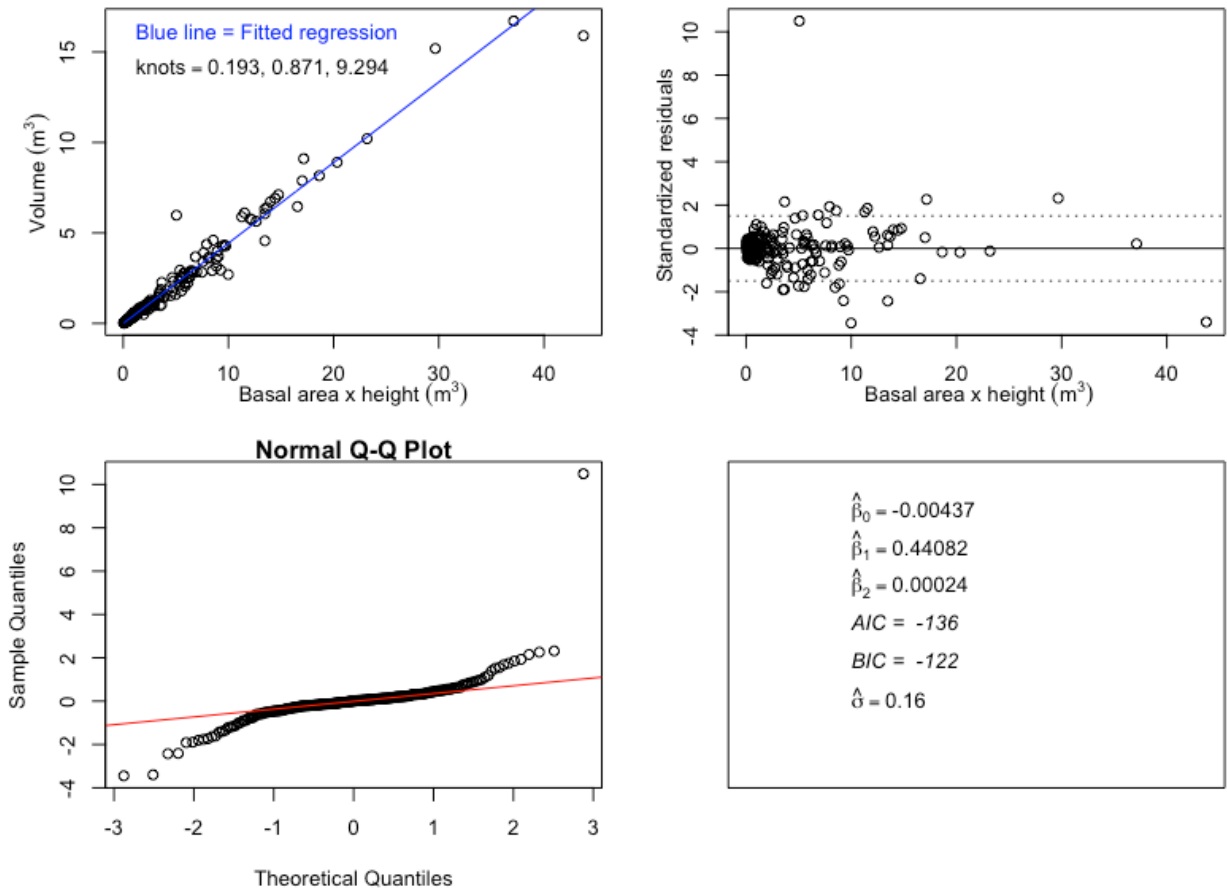 Blue line = Fitted regression
knots = 0.193, 0.871, 9.294
Volume (m³)
15
10
5
0
0 10 20 30 40
Basal area x height (m³)
Standardized residuals
10
8
6
4
2
0
-2
-4
0 10 20 30 40
Basal area x height (m³)
Normal Q-Q Plot
Sample Quantiles
10
8
6
4
2
0
-2
-4
-3 -2 -1 0 1 2 3
Theoretical Quantiles
β̂₀ = -0.00437
β̂₁ = 0.44082
β̂₂ = 0.00024
AIC = -136
BIC = -122
σ̂ = 0.16